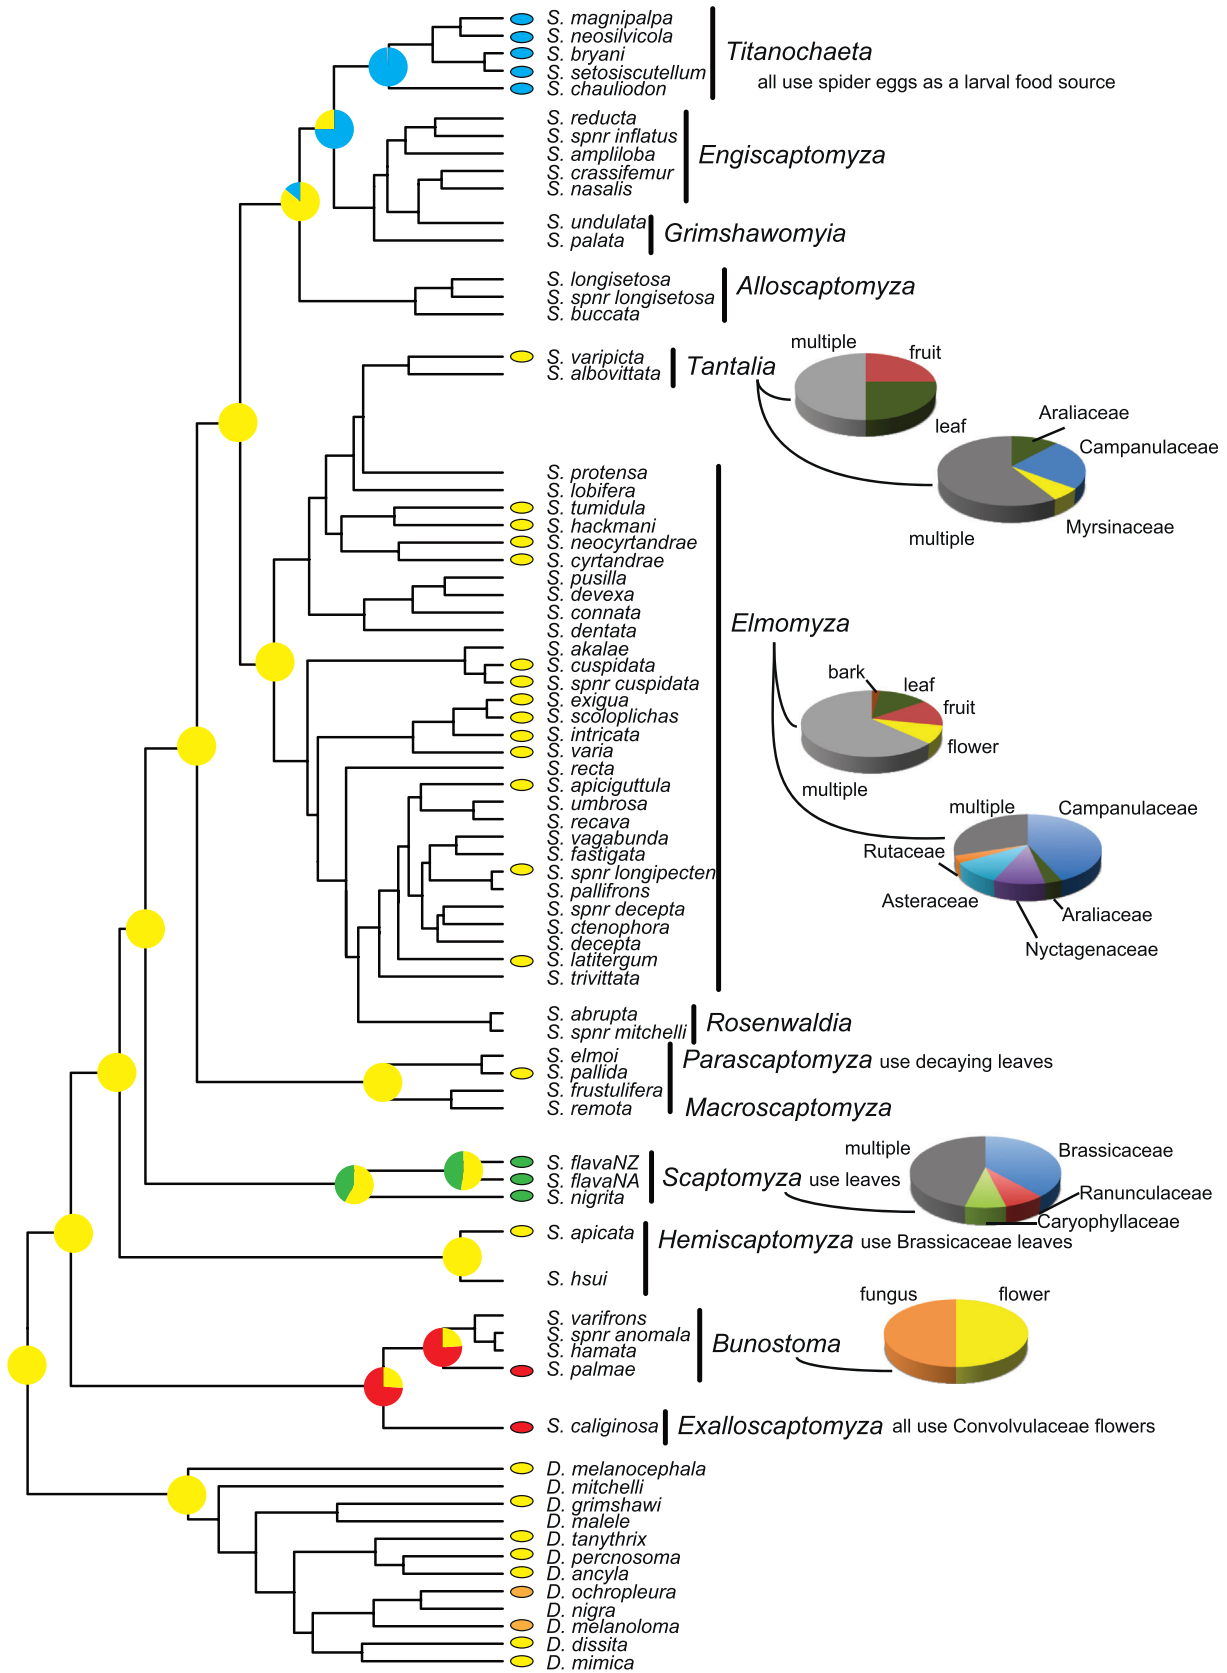 S. magnipalpa
S. neosilvicola
S. bryani
S. setosiscutellum
S. chauliodon
Titanochaeta
all use spider eggs as a larval food source
S. reducta
S. spnr inflatus
S. ampliloba
S. crassifemur
S. nasalis
Engiscaptomyza
S. undulata
S. palata
Grimshawomyia
S. longisetosa
S. spnr longisetosa
S. buccata
Alloscaptomyza
S. varipicta
S. albovittata
Tantalia
multiple
fruit
leaf
Araliaceae
Campanulaceae
Myrsinaceae
multiple
S. protensa
S. lobifera
S. tumidula
S. hackmani
S. neocyrtandrae
S. cyrtandrae
S. pusilla
S. devexa
S. connata
S. dentata
S. akalae
S. cuspidata
S. spnr cuspidata
S. exigua
S. scoloplichas
S. intricata
S. varia
S. recta
S. apiciguttula
S. umbrosa
S. recava
S. vagabunda
S. fastigata
S. spnr longipecten
S. pallifrons
S. spnr decepta
S. ctenophora
S. decepta
S. latitergum
S. trivittata
Elmomyza
bark
leaf
fruit
flower
multiple
multiple
Campanulaceae
Rutaceae
Asteraceae
Araliaceae
Nyctagenaceae
S. abrupta
S. spnr mitchelli
Rosenwaldia
S. elmoi
S. pallida
S. frustulifera
S. remota
Parascaptomyza use decaying leaves
Macroscaptomyza
S. flavaNZ
S. flavaNA
S. nigrita
Scaptomyza use leaves
multiple
Brassicaceae
Ranunculaceae
Caryophyllaceae
S. apicata
S. hsui
Hemiscaptomyza use Brassicaceae leaves
S. varifrons
S. spnr anomala
S. hamata
S. palmae
Bunostoma
fungus
flower
S. caliginosa
Exalloscaptomyza all use Convolvulaceae flowers
D. melanocephala
D. mitchelli
D. grimshawi
D. malele
D. tanythrix
D. percnosoma
D. ancyla
D. ochropleura
D. nigra
D. melanoloma
D. dissita
D. mimica